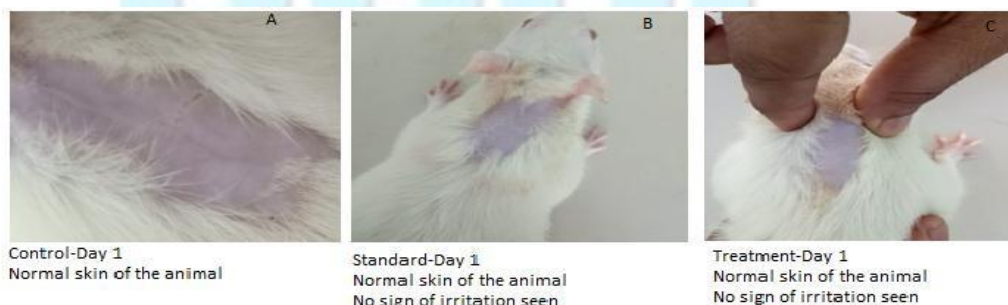 A
B
C
Control-Day 1
Normal skin of the animal
Standard-Day 1
Normal skin of the animal
No sign of irritation seen
Treatment-Day 1
Normal skin of the animal
No sign of irritation seen